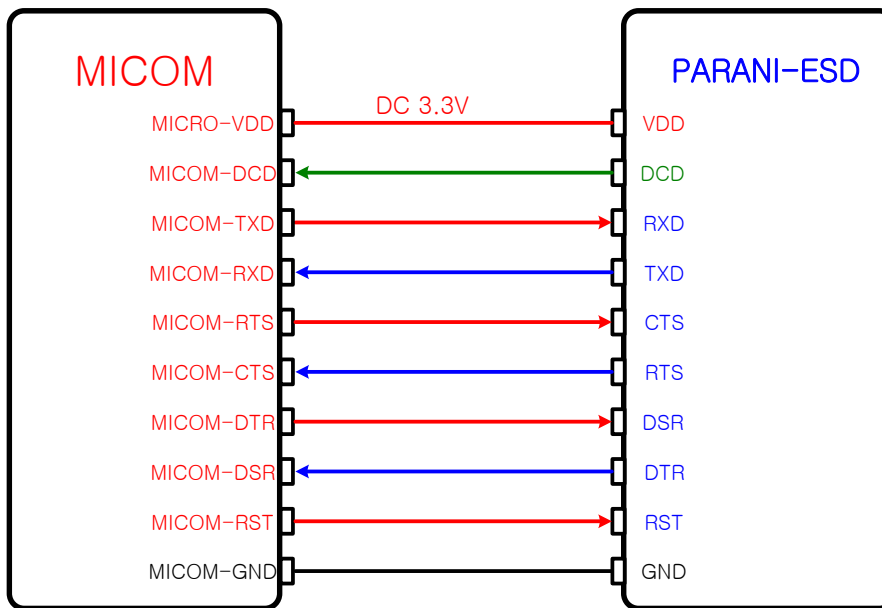 MICOM PARANI-ESD
DC 3.3V
MICRO-VDD VDD
MICOM-DCD DCD
MICOM-TXD RXD
MICOM-RXD TXD
MICOM-RTS CTS
MICOM-CTS RTS
MICOM-DTR DSR
MICOM-DSR DTR
MICOM-RST RST
MICOM-GND GND